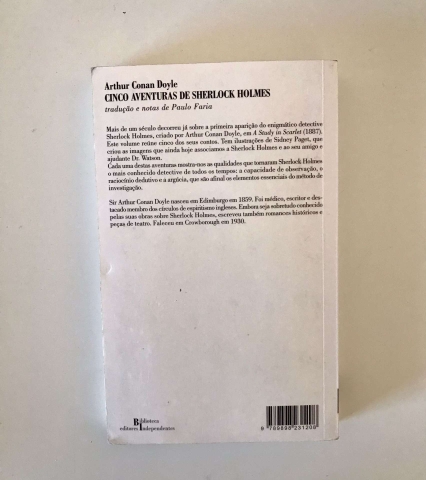 Arthur Conan Doyle
CINCO AVENTURAS DE SHERLOCK HOLMES
tradução e notas de Paulo Faria
Mais de um século decorreu já sobre a primeira aparição do enigmático detective
Sherlock Holmes, criado por Arthur Conan Doyle, em A Study in Scarlet (1887).
Este volume reúne cinco dos seus contos. Tem ilustrações de Sidney Paget, que
criou as imagens que ainda hoje associamos a Sherlock Holmes e ao seu amigo e
ajudante Dr. Watson.
Cada uma destas aventuras mostra-nos as qualidades que tornaram Sherlock Holmes
o mais conhecido detective de todos os tempos: a capacidade de observação, o
raciocínio dedutivo e a argúcia, que são afinal os elementos essenciais do método de
investigação.
Sir Arthur Conan Doyle nasceu em Edimburgo em 1859. Foi médico, escritor e des-
tacado membro dos círculos de espiritismo ingleses. Embora seja sobretudo conhecido
pelas suas obras sobre Sherlock Holmes, escreveu também romances históricos e
peças de teatro. Faleceu em Crowborough em 1930.
Biblioteca
editores Independentes
9 789898 231208